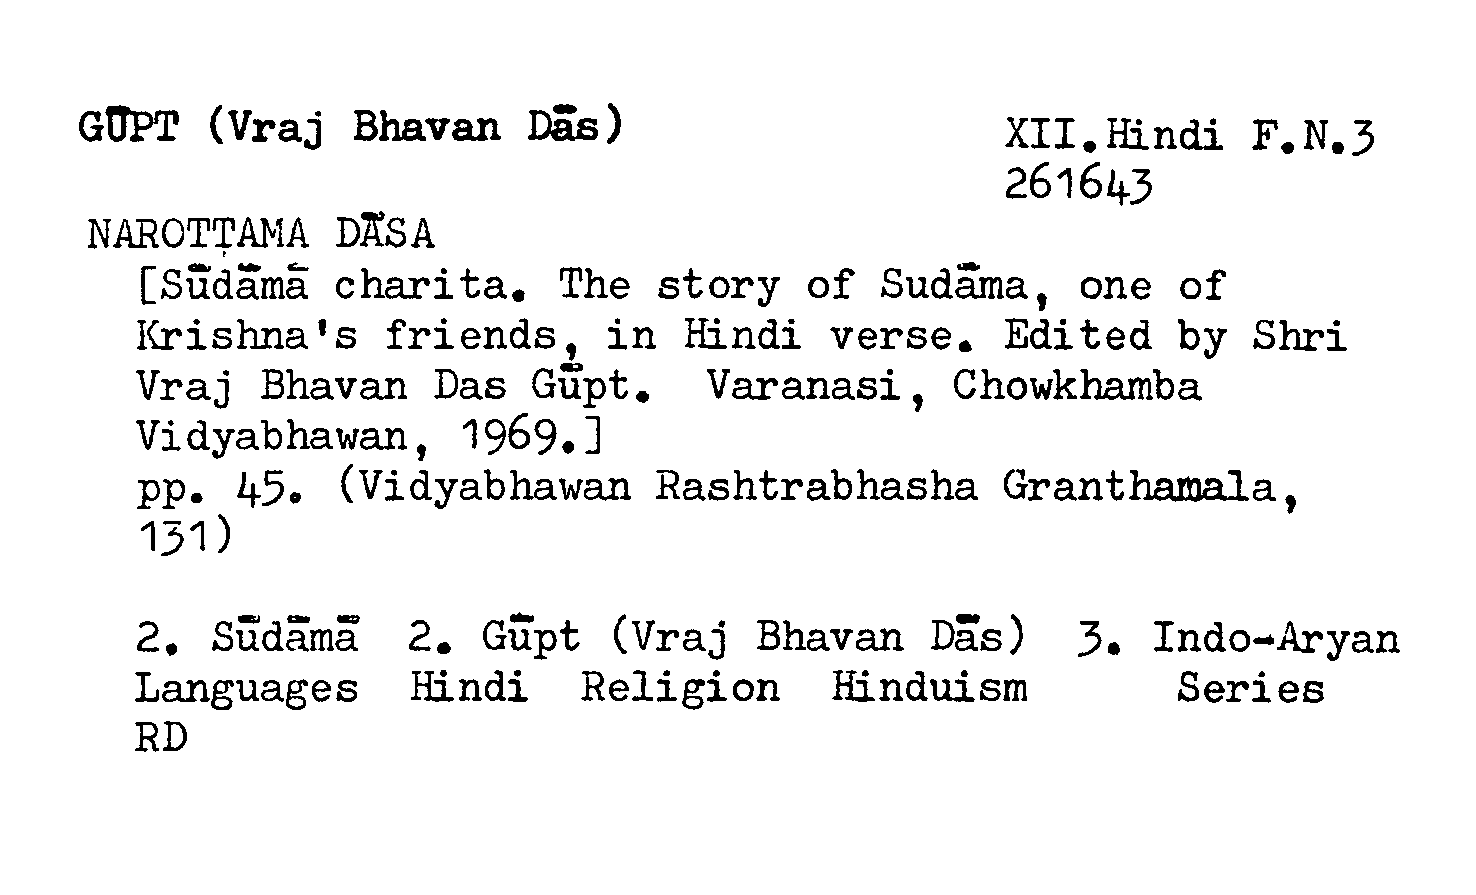 GŪPT (Vraj Bhavan Dās)
XII.Hindi F.N.3
261643
NAROTṬAMA DĀSA
[Sūdāmā charita. The story of Sudāma, one of
Krishna's friends, in Hindi verse. Edited by Shri
Vraj Bhavan Das Gūpt. Varanasi, Chowkhamba
Vidyabhawan, 1969.]
pp. 45. (Vidyabhawan Rashtrabhasha Granthamala,
131)
2. Sūdāmā 2. Gūpt (Vraj Bhavan Dās) 3. Indo-Aryan
Languages Hindi Religion Hinduism Series
RD